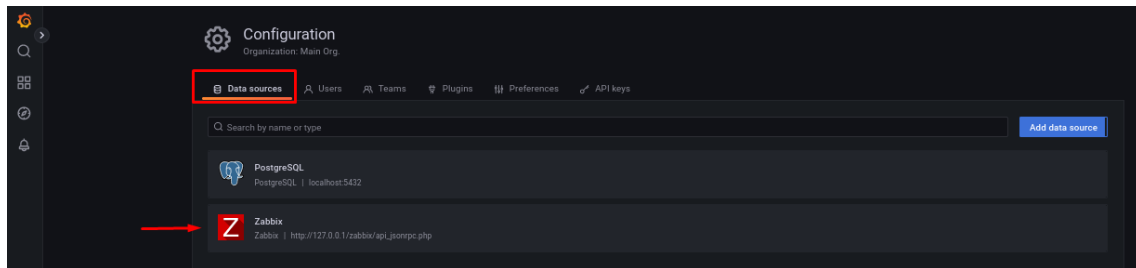 Configuration
Organization: Main Org.
Data sources Users Teams Plugins Preferences API keys
Search by name or type Add data source
PostgreSQL
PostgreSQL | localhost:5432
Z Zabbix
Zabbix | http://127.0.0.1/zabbix/api_jsonrpc.php